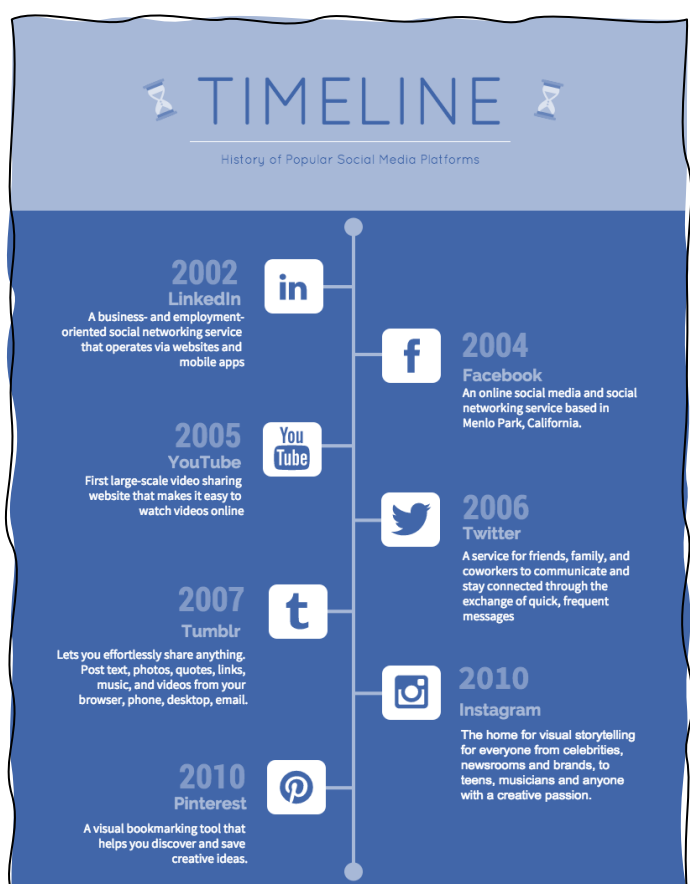 TIMELINE
History of Popular Social Media Platforms
2002
LinkedIn
A business- and employment-
oriented social networking service
that operates via websites and
mobile apps
in
f
2004
Facebook
An online social media and social
networking service based in
Menlo Park, California.
2005
YouTube
First large-scale video sharing
website that makes it easy to
watch videos online
You
Tube
2006
Twitter
A service for friends, family, and
coworkers to communicate and
stay connected through the
exchange of quick, frequent
messages
2007
Tumblr
Lets you effortlessly share anything.
Post text, photos, quotes, links,
music, and videos from your
browser, phone, desktop, email.
t
2010
Instagram
The home for visual storytelling
for everyone from celebrities,
newsrooms and brands, to
teens, musicians and anyone
with a creative passion.
2010
Pinterest
A visual bookmarking tool that
helps you discover and save
creative ideas.